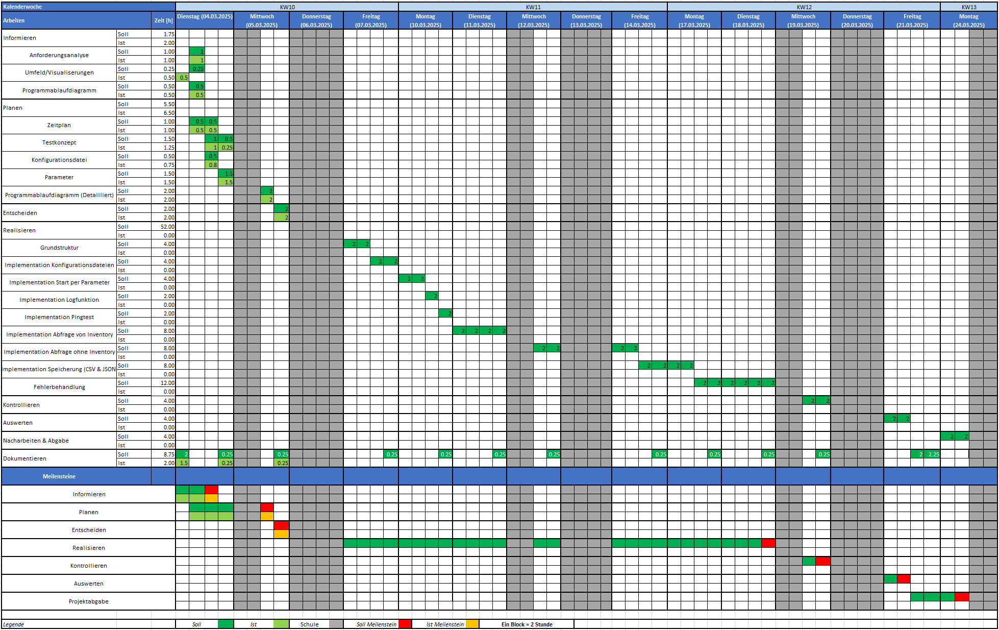 Kalenderwoche KW10 KW11 KW12 KW13
Arbeiten Zeit [h] Dienstag (04.03.2025) Mittwoch (05.03.2025) Donnerstag (06.03.2025) Freitag (07.03.2025) Montag (10.03.2025) Dienstag (11.03.2025) Mittwoch (12.03.2025) Donnerstag (13.03.2025) Freitag (14.03.2025) Montag (17.03.2025) Dienstag (18.03.2025) Mittwoch (19.03.2025) Donnerstag (20.03.2025) Freitag (21.03.2025) Montag (24.03.2025)
Informieren
Soll 1.75
Ist 2.00
Anforderungsanalyse
Soll 1.00 1
Ist 1.00 1
Umfeld/Visualiserungen
Soll 0.25 0.25
Ist 0.50 0.5
Programmablaufdiagramm
Soll 0.50 0.5
Ist 0.50 0.5
Planen
Soll 5.50
Ist 6.50
Zeitplan
Soll 1.00 0.5 0.5
Ist 1.00 0.5 0.5
Testkonzept
Soll 1.50 1 0.5
Ist 1.25 1 0.25
Konfigurationsdatei
Soll 0.50 0.5
Ist 0.75 0.8
Parameter
Soll 1.50 1.5
Ist 1.50 1.5
Programmablaufdiagramm (Detailliert)
Soll 2.00 2
Ist 2.00 2
Entscheiden
Soll 2.00 2
Ist 2.00 2
Realisieren
Soll 52.00
Ist 0.00
Grundstruktur
Soll 4.00 2 2
Ist 0.00
Implementation Konfigurationsdateien
Soll 4.00 2 2
Ist 0.00
Implementation Start per Parameter
Soll 4.00 2 2
Ist 0.00
Implementation Logfunktion
Soll 2.00 2
Ist 0.00
Implementation Pingtest
Soll 2.00 2
Ist 0.00
Implementation Abfrage von Inventory
Soll 8.00 2 2 2 2
Ist 0.00
Implementation Abfrage ohne Inventory
Soll 8.00 2 2 2 2
Ist 0.00
Implementation Speicherung (CSV & JSON
Soll 8.00 2 2 2 2
Ist 0.00
Fehlerbehandlung
Soll 12.00 2 2 2 2 2 2
Ist 0.00
Kontrollieren
Soll 4.00 2 2
Ist 0.00
Auswerten
Soll 4.00 2 2
Ist 0.00
Nacharbeiten & Abgabe
Soll 4.00 2 2
Ist 0.00
Dokumentieren
Soll 8.75 2 0.25 0.25 0.25 0.25 0.25 0.25 0.25 0.25 0.25 0.25 2 2.25
Ist 2.00 1.5 0.25 0.25
Meilensteine
Informieren
Planen
Entscheiden
Realisieren
Kontrollieren
Auswerten
Projektabgabe
Legende Soll Ist Schule Soll Meilenstein Ist Meilenstein Ein Block = 2 Stunde